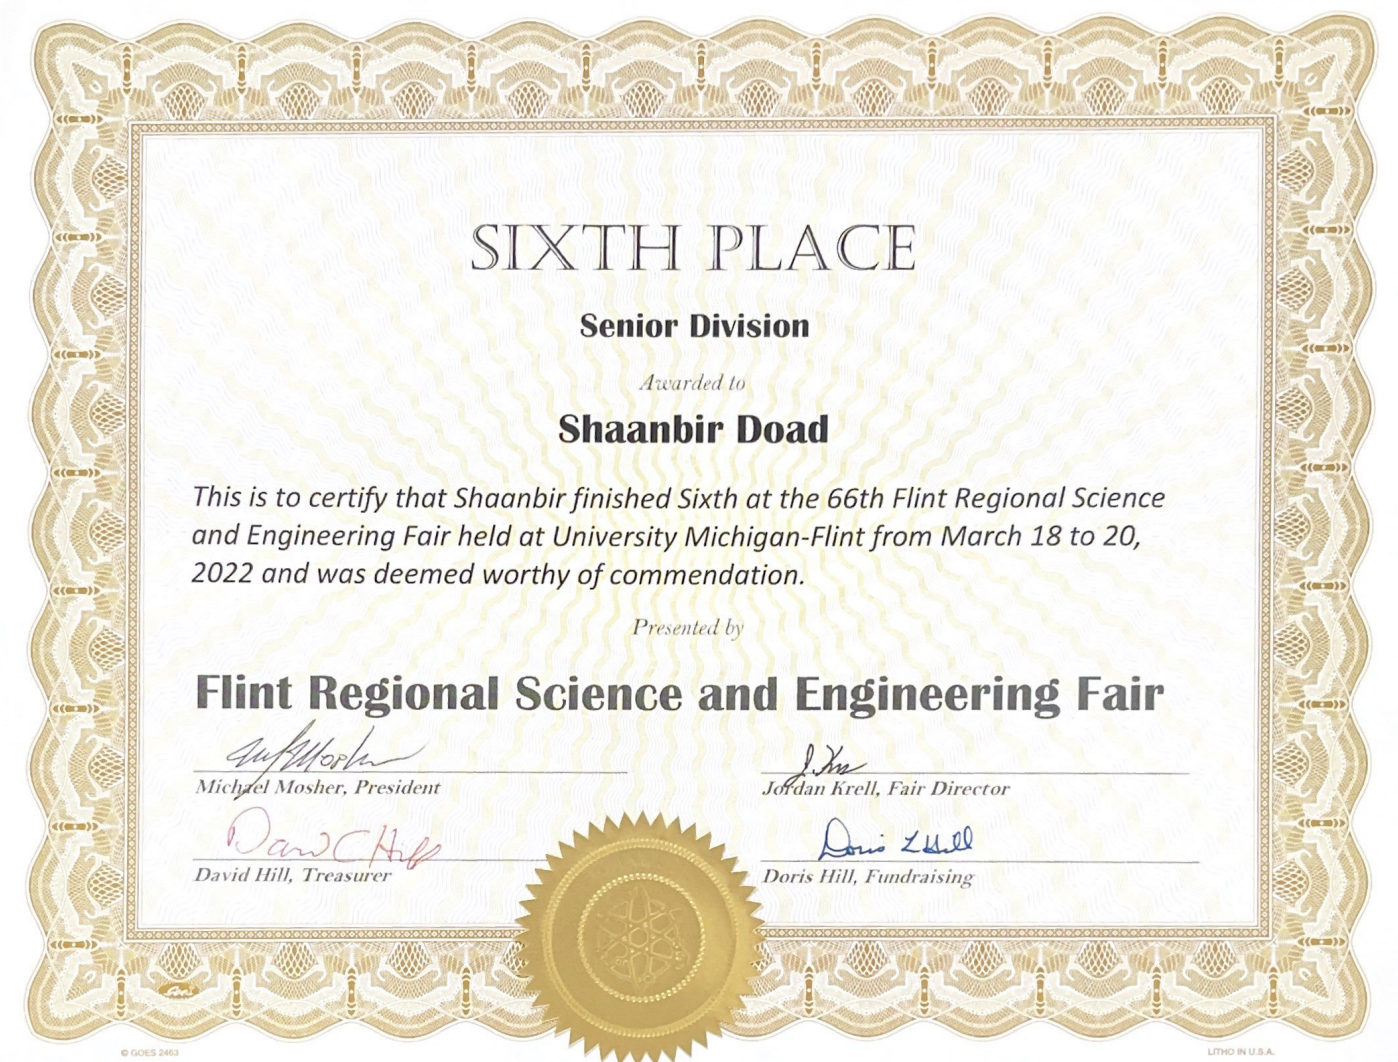 SIXTH PLACE
Senior Division
Awarded to
Shaanbir Doad
This is to certify that Shaanbir finished Sixth at the 66th Flint Regional Science
and Engineering Fair held at University Michigan-Flint from March 18 to 20,
2022 and was deemed worthy of commendation.
Presented by
Flint Regional Science and Engineering Fair
Michael Mosher, President
J. Kr
Jordan Krell, Fair Director
David C Hill
David Hill, Treasurer
Doris L Hill
Doris Hill, Fundraising
Goes
© GOES 2463
LITHO IN U.S.A.